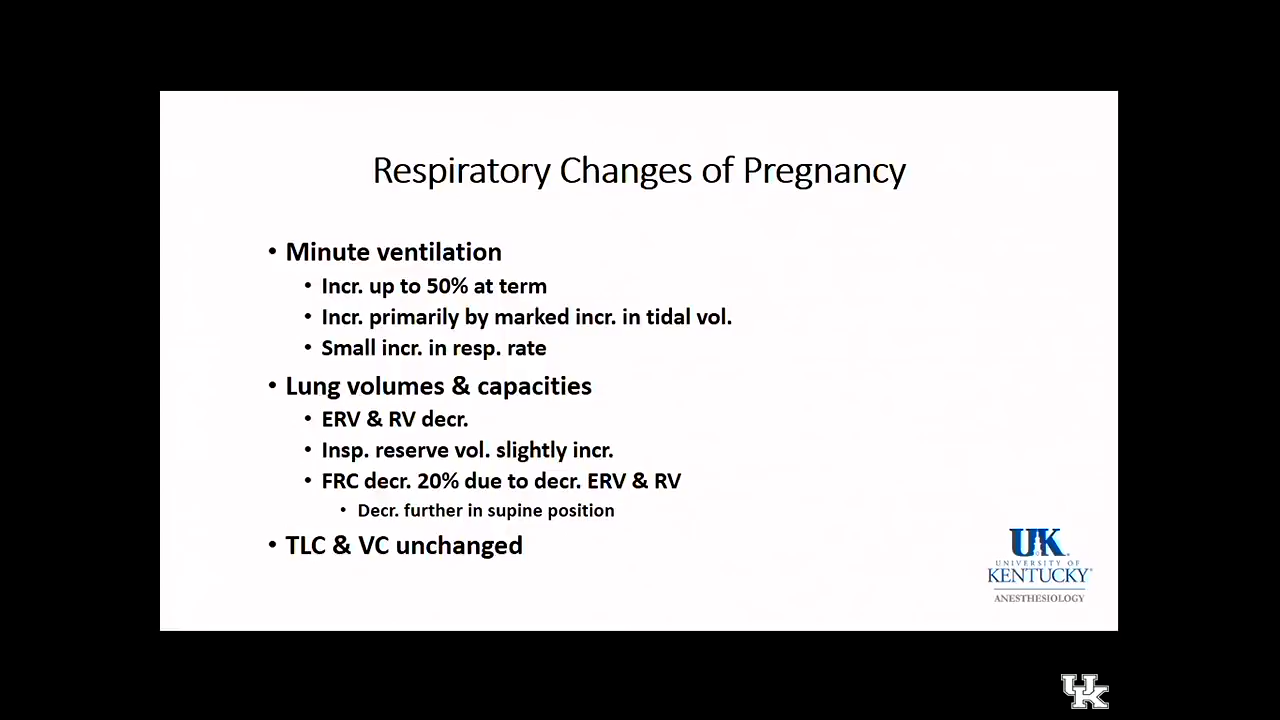 Respiratory Changes of Pregnancy
• Minute ventilation
• Incr. up to 50% at term
• Incr. primarily by marked incr. in tidal vol.
• Small incr. in resp. rate
• Lung volumes & capacities
• ERV & RV decr.
• Insp. reserve vol. slightly incr.
• FRC decr. 20% due to decr. ERV & RV
• Decr. further in supine position
• TLC & VC unchanged
UK
UNIVERSITY OF
KENTUCKY®
ANESTHESIOLOGY
UK